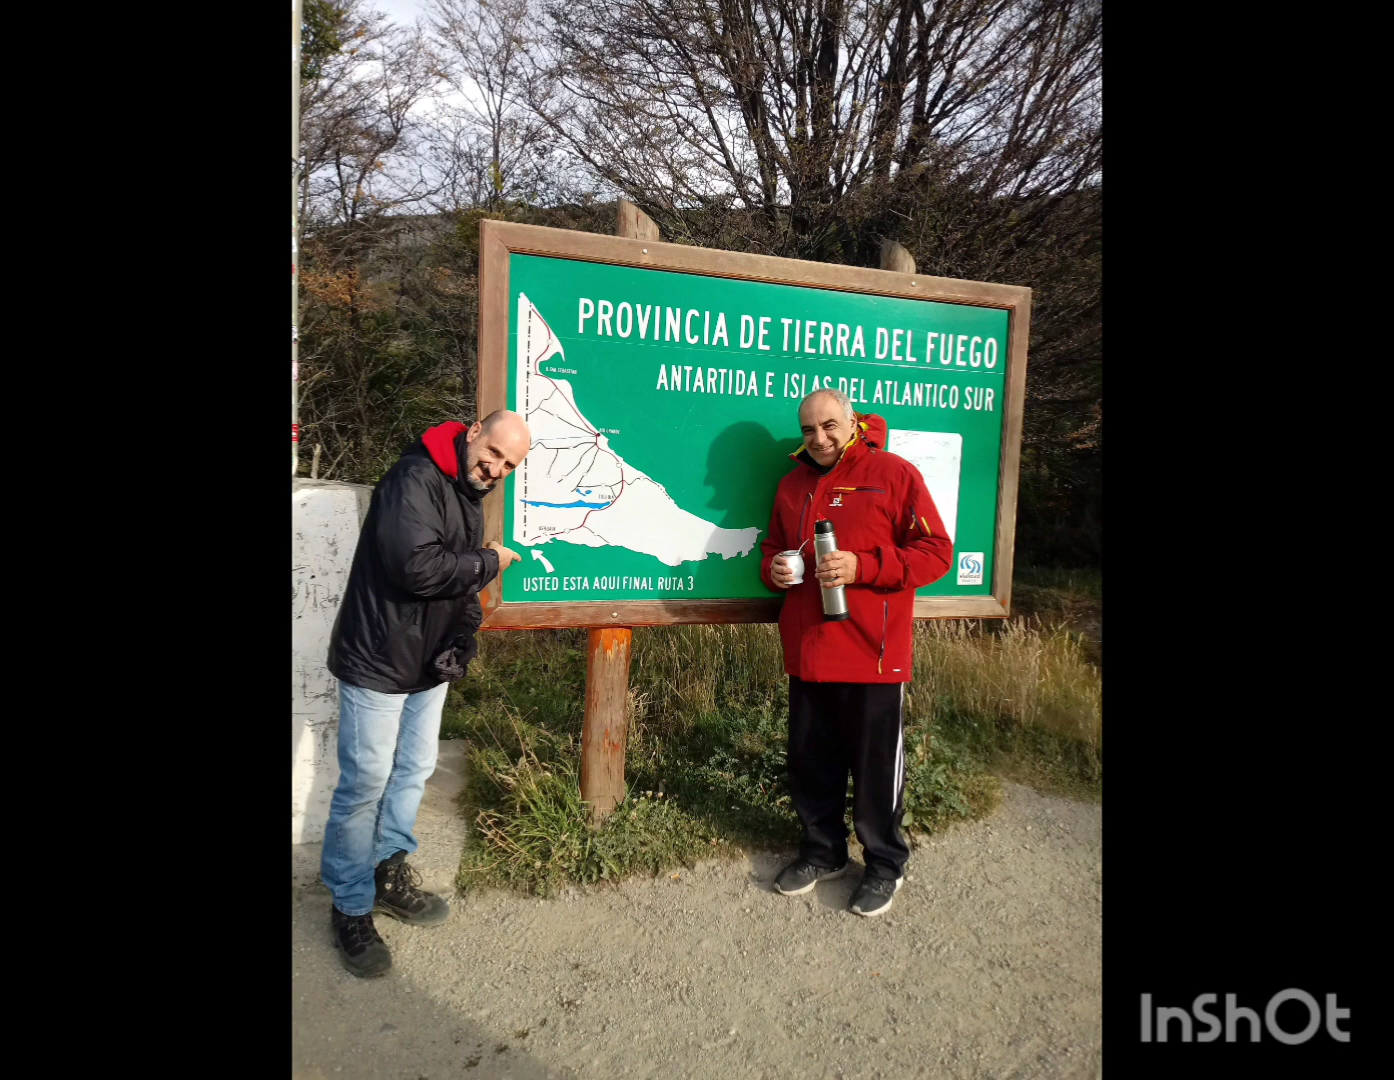 PROVINCIA DE TIERRA DEL FUEGO
ANTARTIDA E ISLAS DEL ATLANTICO SUR
USTED ESTA AQUI FINAL RUTA 3
InShOt